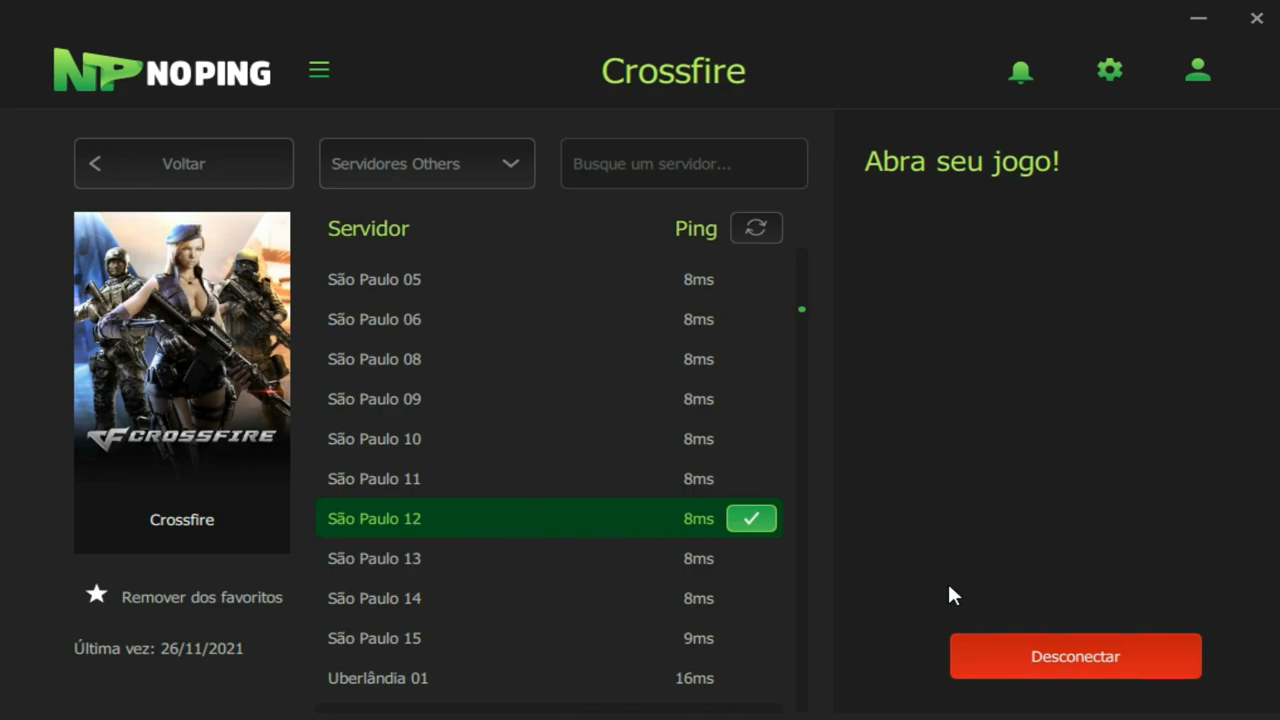 NP NOPING
Crossfire
Voltar
Servidores Others
Busque um servidor...
Abra seu jogo!
Servidor Ping
São Paulo 05 8ms
São Paulo 06 8ms
São Paulo 08 8ms
São Paulo 09 8ms
São Paulo 10 8ms
São Paulo 11 8ms
São Paulo 12 8ms
São Paulo 13 8ms
São Paulo 14 8ms
São Paulo 15 9ms
Uberlândia 01 16ms
CF CROSSFIRE
Crossfire
Remover dos favoritos
Última vez: 26/11/2021
Desconectar